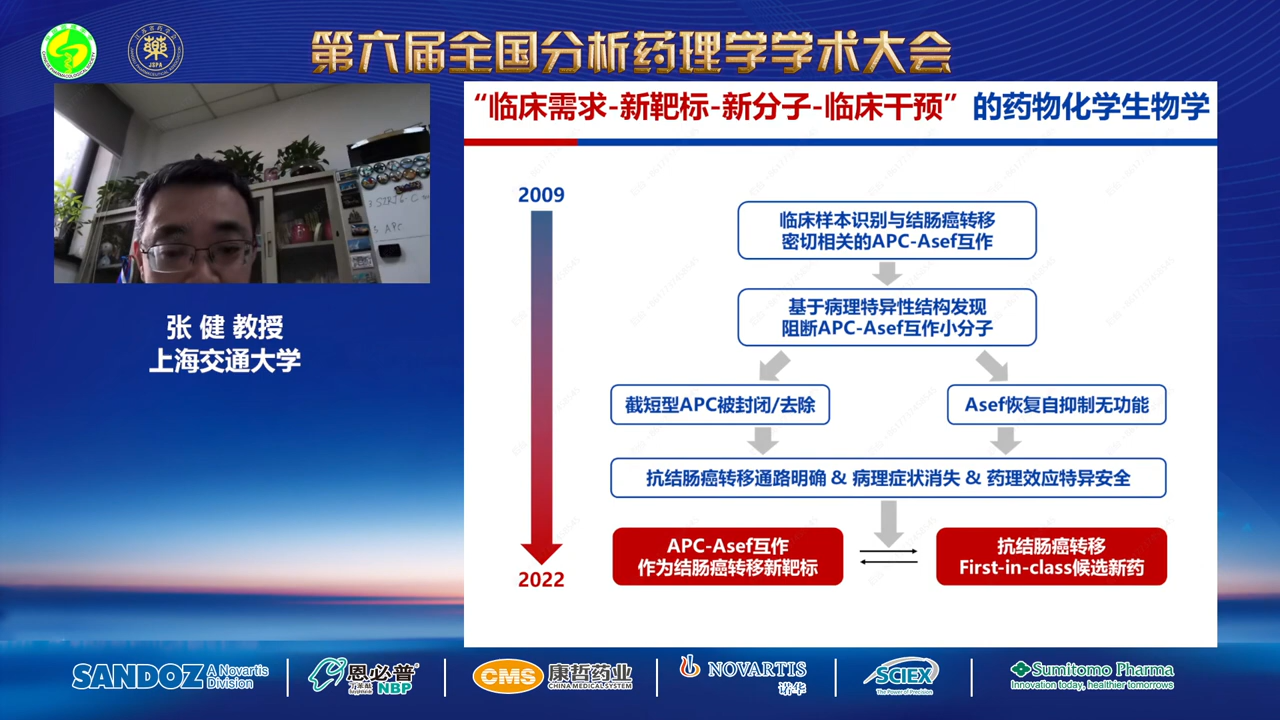 第六届全国分析药理学学术大会
JSPA
“临床需求-新靶标-新分子-临床干预”的药物化学生物学
张 健 教授
上海交通大学
2009
2022
临床样本识别与结肠癌转移
密切相关的APC-Asef互作
基于病理特异性结构发现
阻断APC-Asef互作小分子
截短型APC被封闭/去除
Asef恢复自抑制无功能
抗结肠癌转移通路明确 & 病理症状消失 & 药理效应特异安全
APC-Asef互作
作为结肠癌转移新靶标
抗结肠癌转移
First-in-class候选新药
SANDOZ A Novartis
Division
恩必普
NBP
CMS 康哲药业
CHINA MEDICAL SYSTEM
NOVARTIS
诺华
SCIEX
The Power of Precision
Sumitomo Pharma
Innovation today, healthier tomorrows